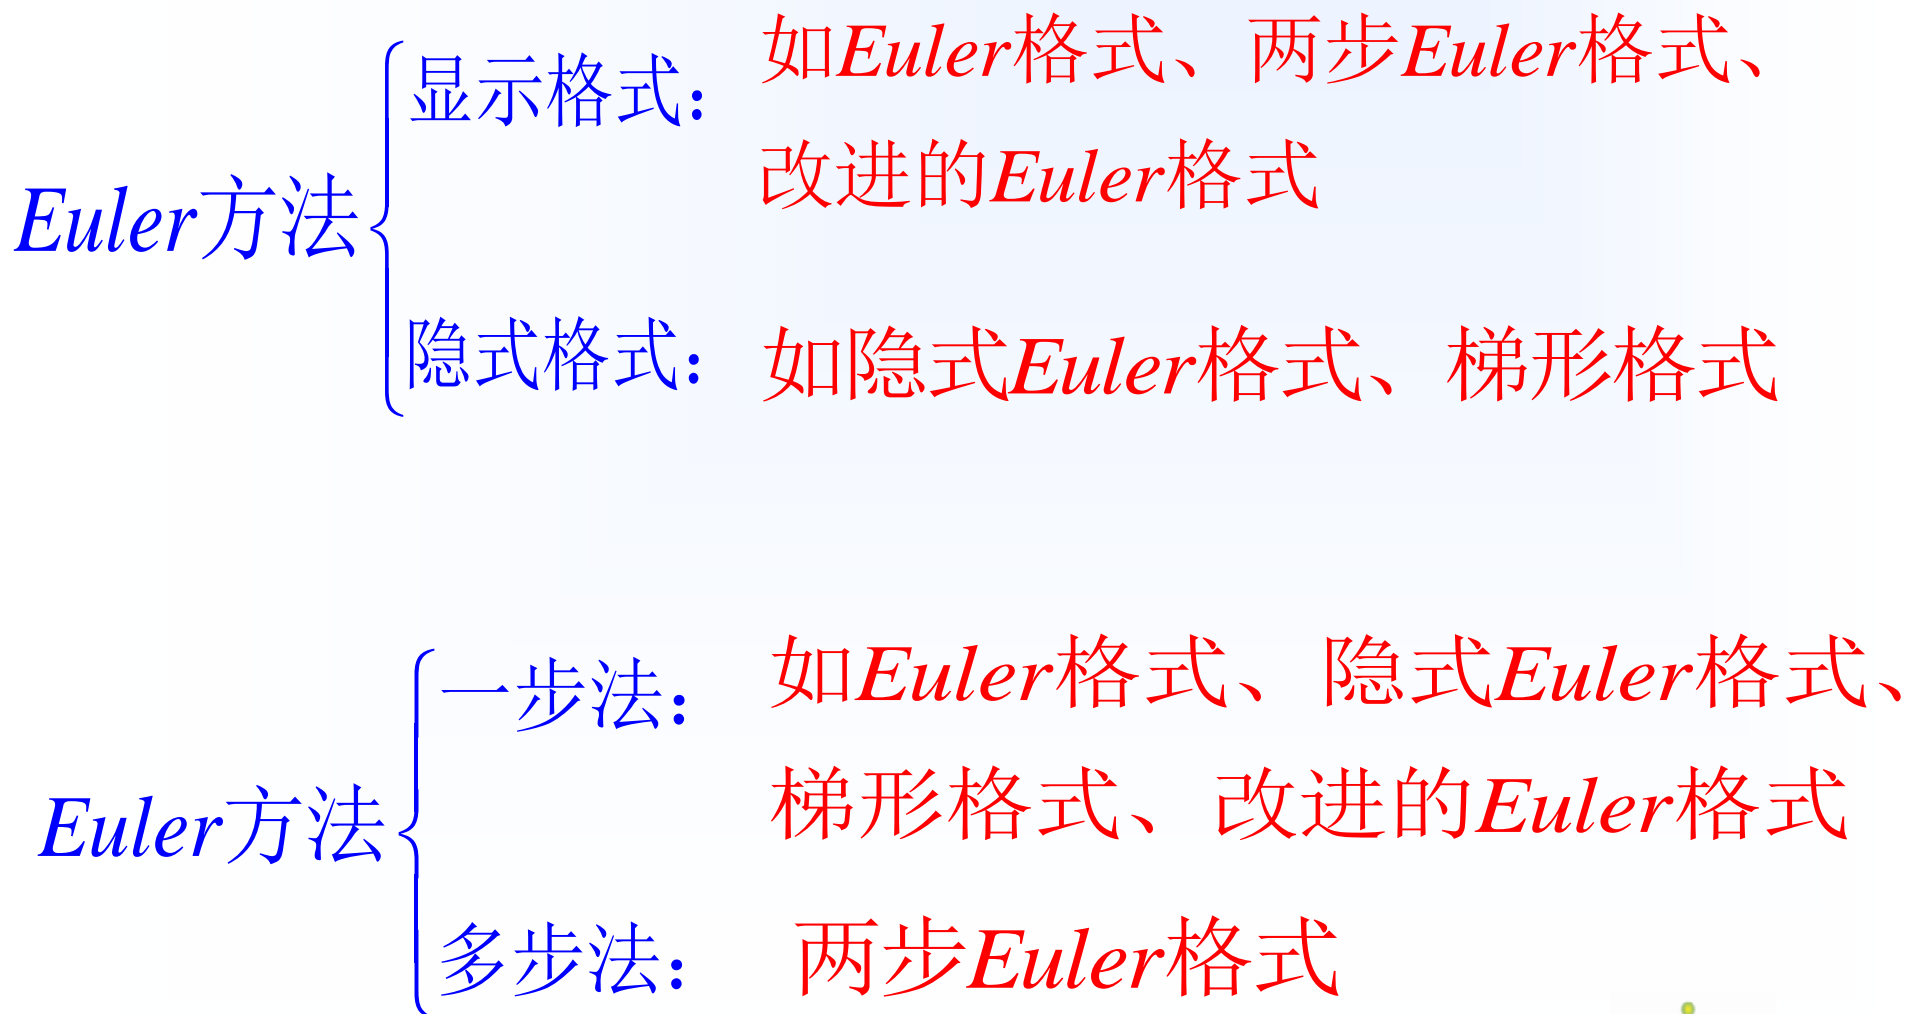 Euler方法
显示格式： 如Euler格式、两步Euler格式、
改进的Euler格式
隐式格式： 如隐式Euler格式、梯形格式
Euler方法
一步法： 如Euler格式、隐式Euler格式、
梯形格式、改进的Euler格式
多步法： 两步Euler格式